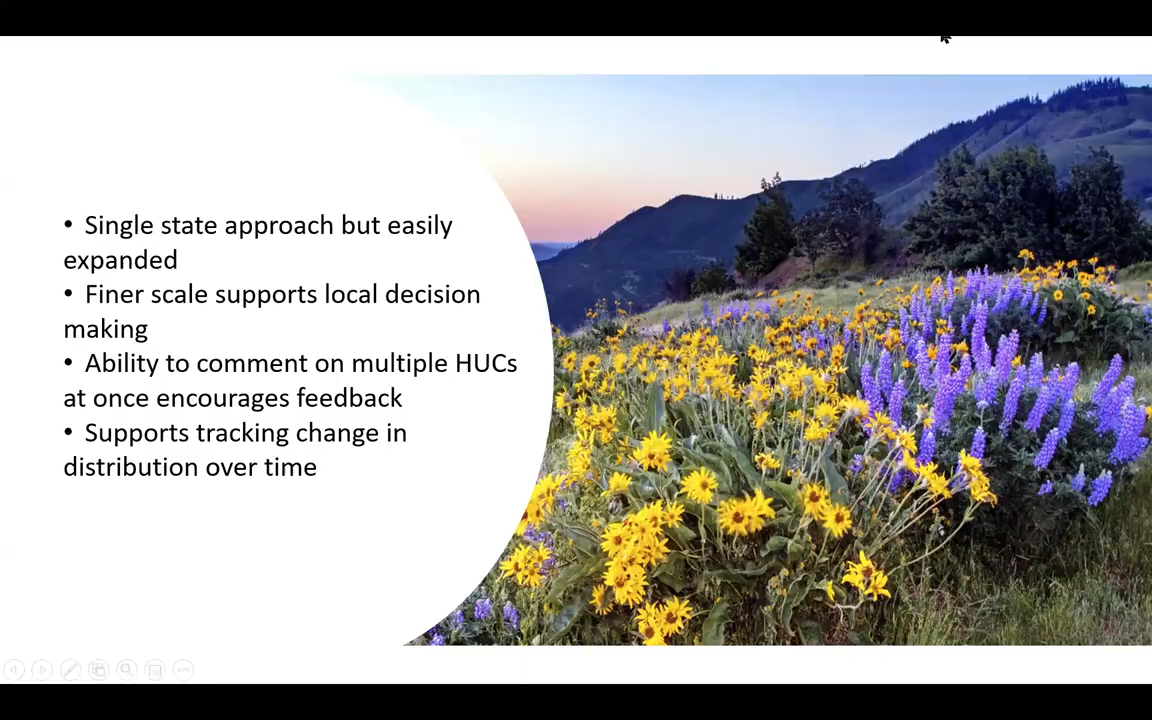 • Single state approach but easily
expanded
• Finer scale supports local decision
making
• Ability to comment on multiple HUCs
at once encourages feedback
• Supports tracking change in
distribution over time